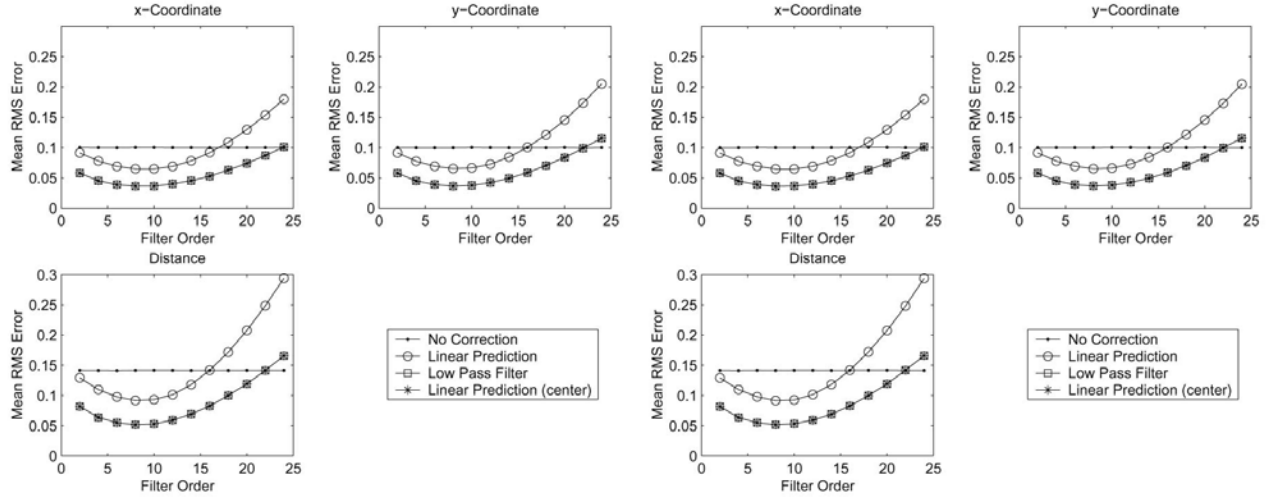 x-Coordinate
0.25
0.2
0.15
0.1
0.05
0
Mean RMS Error
0 5 10 15 20 25
Filter Order
y-Coordinate
0.25
0.2
0.15
0.1
0.05
0
Mean RMS Error
0 5 10 15 20 25
Filter Order
x-Coordinate
0.25
0.2
0.15
0.1
0.05
0
Mean RMS Error
0 5 10 15 20 25
Filter Order
y-Coordinate
0.25
0.2
0.15
0.1
0.05
0
Mean RMS Error
0 5 10 15 20 25
Filter Order
Distance
0.3
0.25
0.2
0.15
0.1
0.05
0
Mean RMS Error
0 5 10 15 20 25
Filter Order
No Correction
Linear Prediction
Low Pass Filter
Linear Prediction (center)
Distance
0.3
0.25
0.2
0.15
0.1
0.05
0
Mean RMS Error
0 5 10 15 20 25
Filter Order
No Correction
Linear Prediction
Low Pass Filter
Linear Prediction (center)